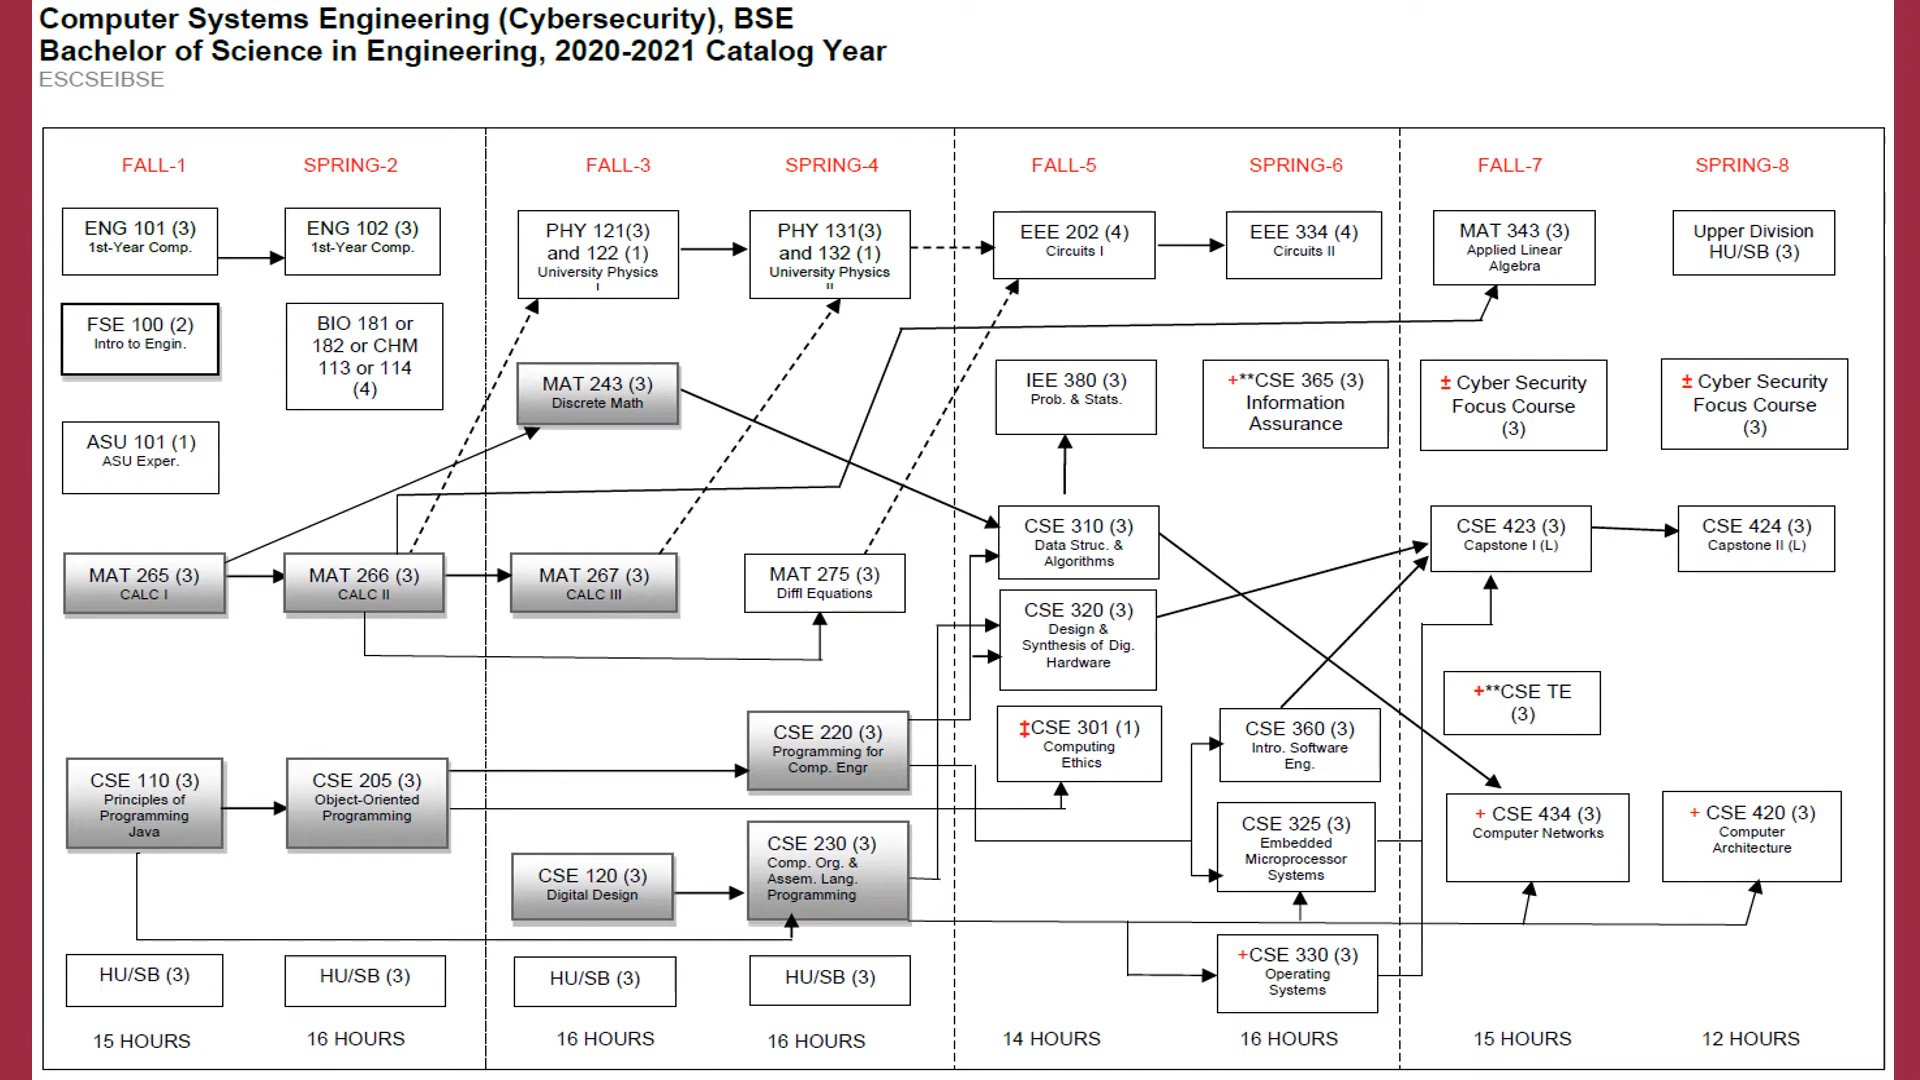 Computer Systems Engineering (Cybersecurity), BSE
Bachelor of Science in Engineering, 2020-2021 Catalog Year
ESCSEIBSE
FALL-1
ENG 101 (3)
1st-Year Comp.
FSE 100 (2)
Intro to Engin.
ASU 101 (1)
ASU Exper.
MAT 265 (3)
CALC I
CSE 110 (3)
Principles of
Programming
Java
HU/SB (3)
15 HOURS
SPRING-2
ENG 102 (3)
1st-Year Comp.
BIO 181 or
182 or CHM
113 or 114
(4)
MAT 266 (3)
CALC II
CSE 205 (3)
Object-Oriented
Programming
HU/SB (3)
16 HOURS
FALL-3
PHY 121(3)
and 122 (1)
University Physics
I
MAT 243 (3)
Discrete Math
MAT 267 (3)
CALC III
CSE 120 (3)
Digital Design
HU/SB (3)
16 HOURS
SPRING-4
PHY 131(3)
and 132 (1)
University Physics
II
MAT 275 (3)
Diffl Equations
CSE 220 (3)
Programming for
Comp. Engr
CSE 230 (3)
Comp. Org. &
Assem. Lang.
Programming
HU/SB (3)
16 HOURS
FALL-5
EEE 202 (4)
Circuits I
IEE 380 (3)
Prob. & Stats.
CSE 310 (3)
Data Struc. &
Algorithms
CSE 320 (3)
Design &
Synthesis of Dig.
Hardware
‡CSE 301 (1)
Computing
Ethics
14 HOURS
SPRING-6
EEE 334 (4)
Circuits II
+**CSE 365 (3)
Information
Assurance
CSE 360 (3)
Intro. Software
Eng.
CSE 325 (3)
Embedded
Microprocessor
Systems
+CSE 330 (3)
Operating
Systems
16 HOURS
FALL-7
MAT 343 (3)
Applied Linear
Algebra
± Cyber Security
Focus Course
(3)
CSE 423 (3)
Capstone I (L)
+**CSE TE
(3)
+ CSE 434 (3)
Computer Networks
15 HOURS
SPRING-8
Upper Division
HU/SB (3)
± Cyber Security
Focus Course
(3)
CSE 424 (3)
Capstone II (L)
+ CSE 420 (3)
Computer
Architecture
12 HOURS